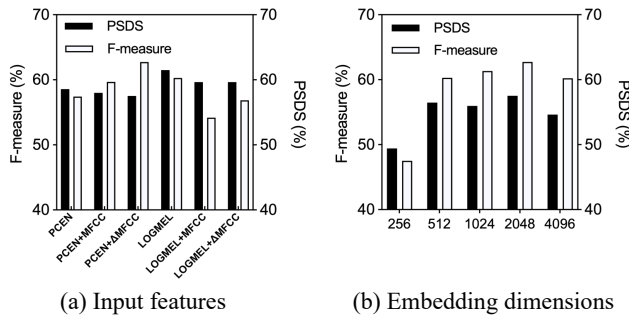 70
60
50
40
F-measure (%)
PSDS
F-measure
70
60
50
40
PSDS (%)
PCEN
PCEN+MFCC
PCEN+ΔMFCC
LOGMEL
LOGMEL+MFCC
LOGMEL+ΔMFCC
(a) Input features
70
60
50
40
F-measure (%)
PSDS
F-measure
70
60
50
40
PSDS (%)
256 512 1024 2048 4096
(b) Embedding dimensions